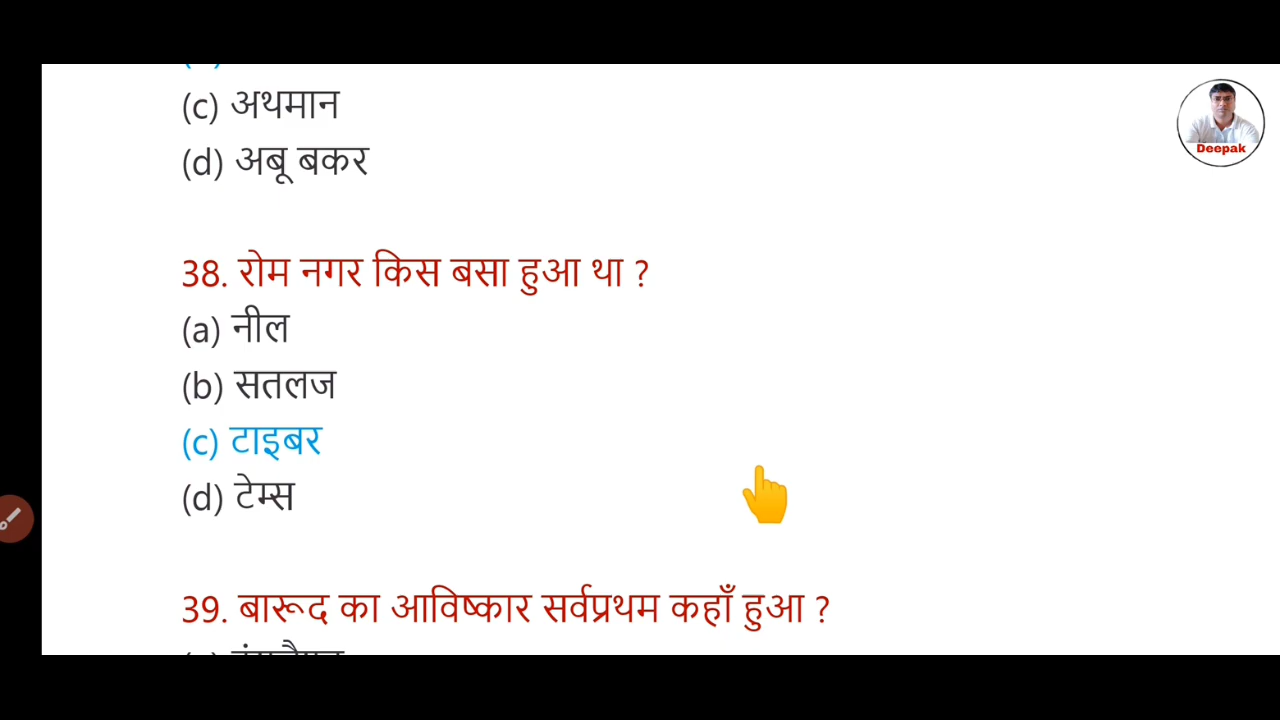 (c) अथमान
(d) अबू बकर
Deepak
38. रोम नगर किस बसा हुआ था ?
(a) नील
(b) सतलज
(c) टाइबर
(d) टेम्स
39. बारूद का आविष्कार सर्वप्रथम कहाँ हुआ ?